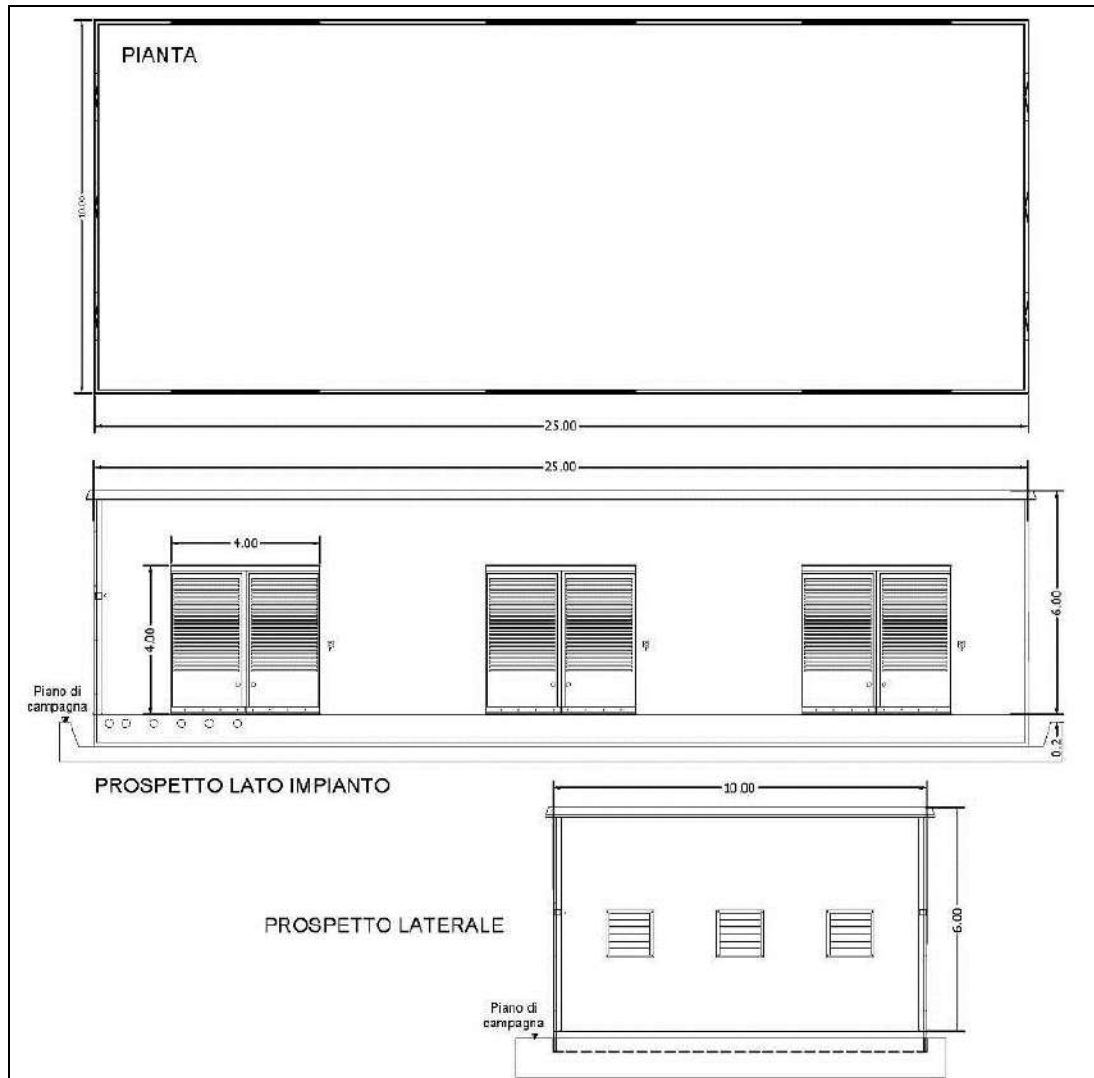 PIANTA
10.00
25.00
25.00
4.00
4.00
6.00
Piano di
campagna
0.2
PROSPETTO LATO IMPIANTO
10.00
PROSPETTO LATERALE
6.00
Piano di
campagna